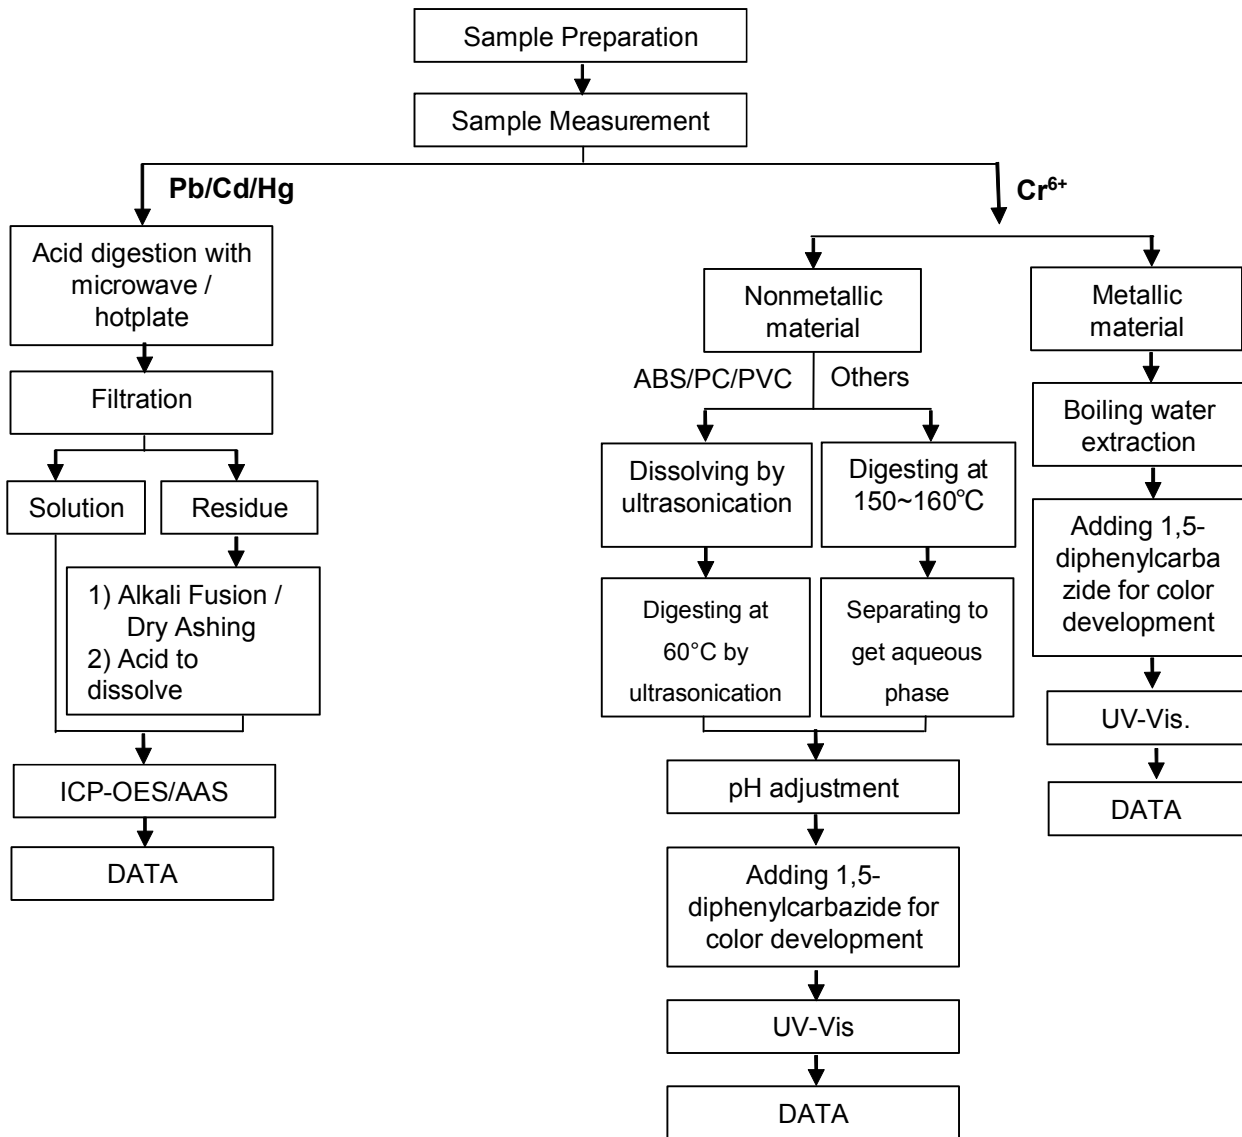 Sample Preparation
Sample Measurement
Pb/Cd/Hg
Cr⁶⁺
Acid digestion with
microwave /
hotplate
Filtration
Solution
Residue
1) Alkali Fusion /
Dry Ashing
2) Acid to
dissolve
ICP-OES/AAS
DATA
Nonmetallic
material
ABS/PC/PVC
Others
Dissolving by
ultrasonication
Digesting at
150~160℃
Digesting at
60°C by
ultrasonication
Separating to
get aqueous
phase
pH adjustment
Adding 1,5-
diphenylcarbazide for
color development
UV-Vis
DATA
Metallic
material
Boiling water
extraction
Adding 1,5-
diphenylcarba
zide for color
development
UV-Vis.
DATA